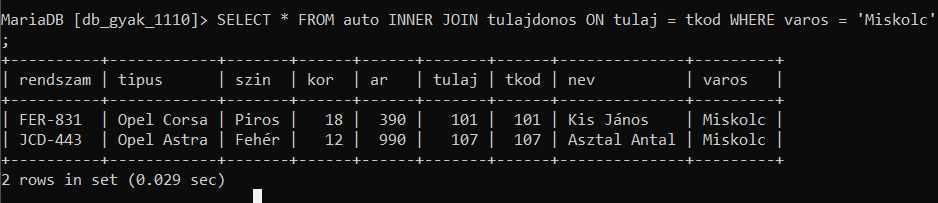 MariaDB [db_gyak_1110]> SELECT * FROM auto INNER JOIN tulajdonos ON tulaj = tkod WHERE varos = 'Miskolc'
;
+----------+------------+-------+------+------+-------+------+--------------+---------+
| rendszam | tipus      | szin  | kor  | ar   | tulaj | tkod | nev          | varos   |
+----------+------------+-------+------+------+-------+------+--------------+---------+
| FER-831  | Opel Corsa | Piros |   18 |  390 |   101 |  101 | Kis János    | Miskolc |
| JCD-443  | Opel Astra | Fehér |   12 |  990 |   107 |  107 | Asztal Antal | Miskolc |
+----------+------------+-------+------+------+-------+------+--------------+---------+
2 rows in set (0.029 sec)